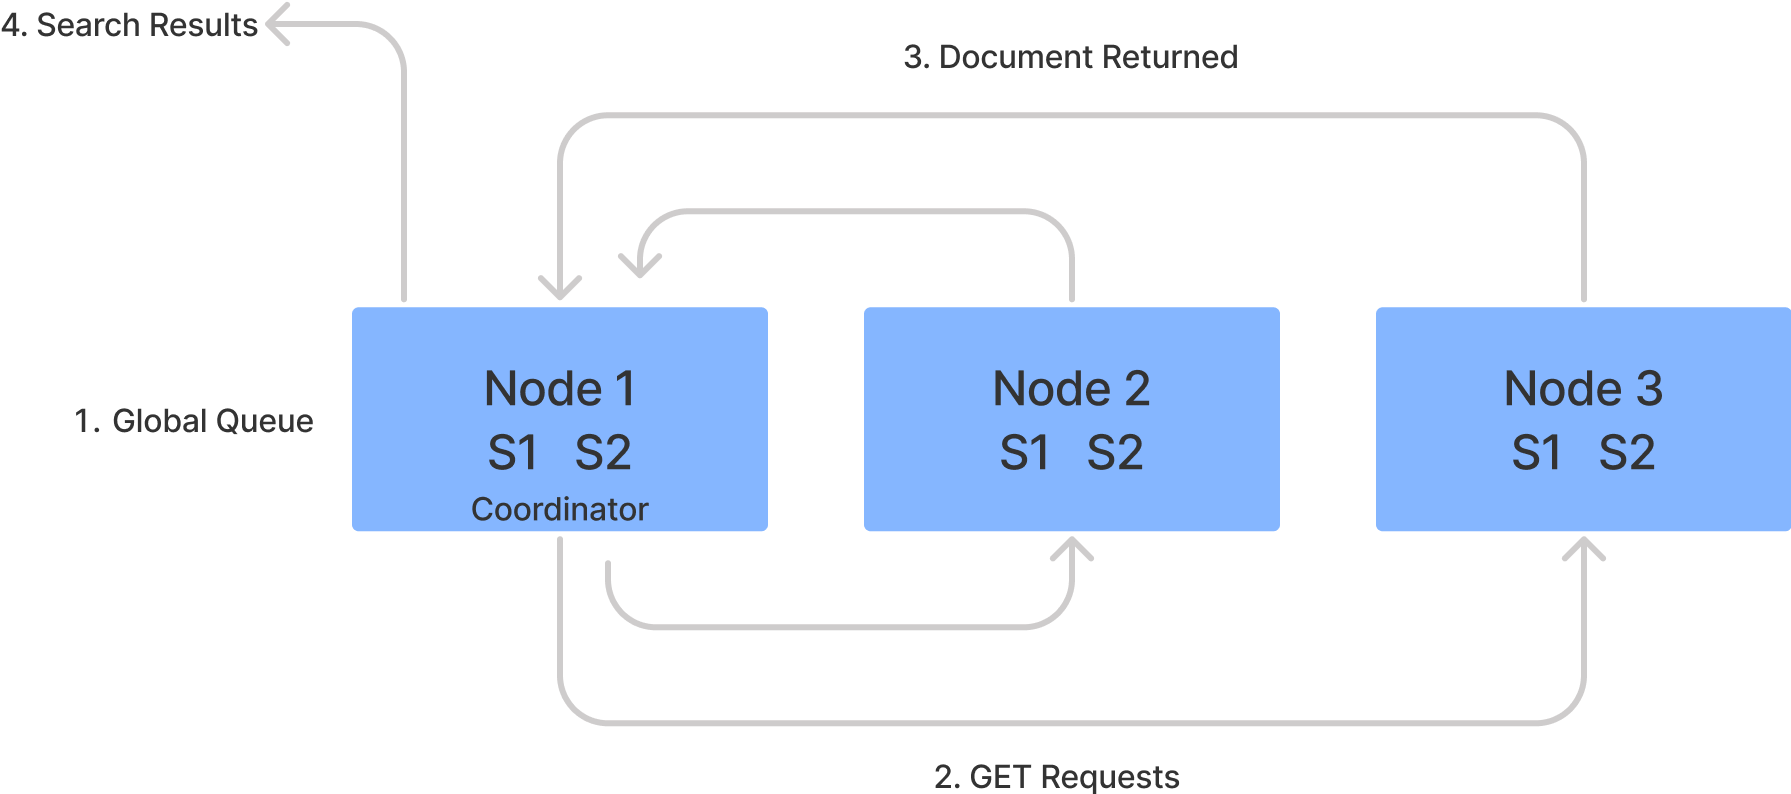 4. Search Results
3. Document Returned
1. Global Queue
Node 1
S1 S2
Coordinator
Node 2
S1 S2
Node 3
S1 S2
2. GET Requests